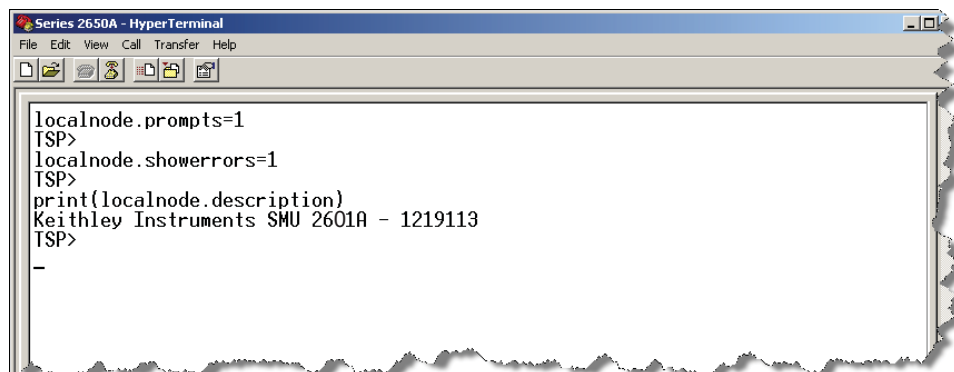 Series 2650A - HyperTerminal
File Edit View Call Transfer Help
localnode.prompts=1
TSP>
localnode.showerrors=1
TSP>
print(localnode.description)
Keithley Instruments SMU 2601A - 1219113
TSP>
_